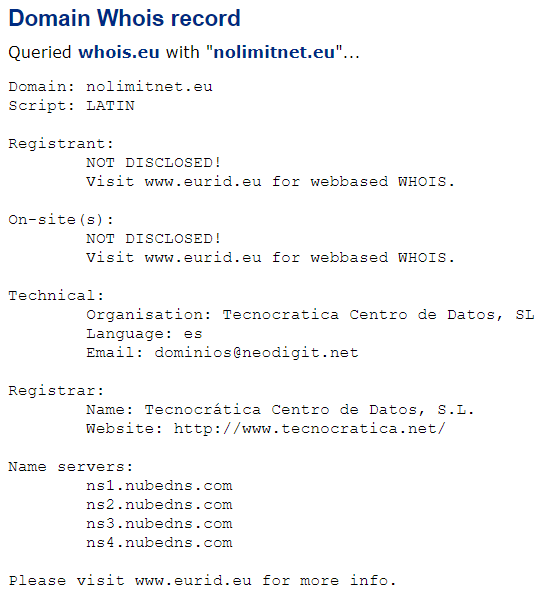 Domain Whois record
Queried whois.eu with "nolimitnet.eu"...
Domain: nolimitnet.eu
Script: LATIN
Registrant:
NOT DISCLOSED!
Visit www.eurid.eu for webbased WHOIS.
On-site(s):
NOT DISCLOSED!
Visit www.eurid.eu for webbased WHOIS.
Technical:
Organisation: Tecnocratica Centro de Datos, SL
Language: es
Email: dominios@neodigit.net
Registrar:
Name: Tecnocrática Centro de Datos, S.L.
Website: http://www.tecnocratica.net/
Name servers:
ns1.nubedns.com
ns2.nubedns.com
ns3.nubedns.com
ns4.nubedns.com
Please visit www.eurid.eu for more info.